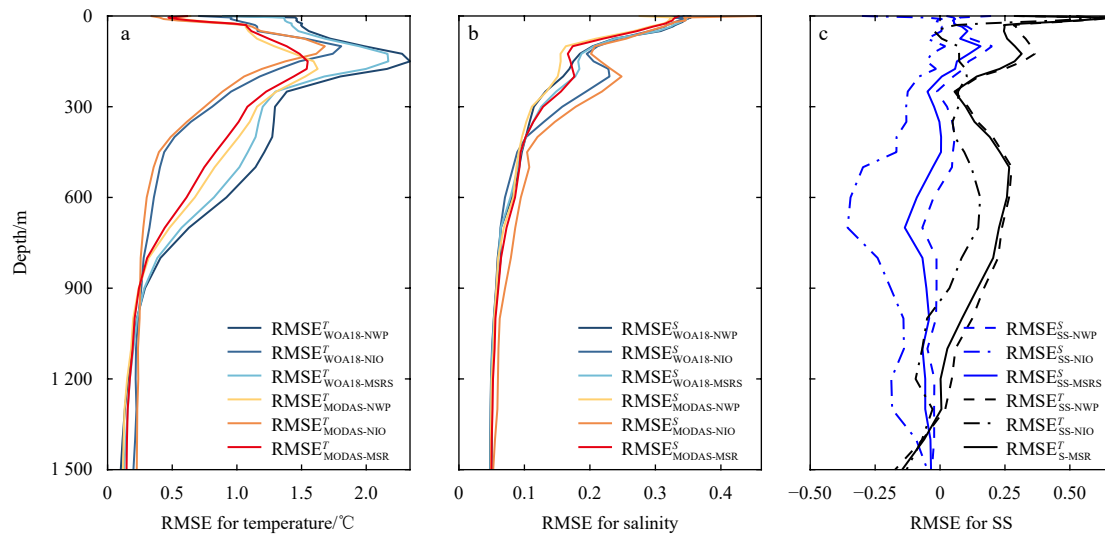 a
b
c
0
300
600
900
1 200
1 500
Depth/m
RMSE^T_WOA18-NWP
RMSE^T_WOA18-NIO
RMSE^T_WOA18-MSRS
RMSE^T_MODAS-NWP
RMSE^T_MODAS-NIO
RMSE^T_MODAS-MSR
0 0.5 1.0 1.5 2.0
RMSE for temperature/℃
RMSE^S_WOA18-NWP
RMSE^S_WOA18-NIO
RMSE^S_WOA18-MSRS
RMSE^S_MODAS-NWP
RMSE^S_MODAS-NIO
RMSE^S_MODAS-MSR
0 0.1 0.2 0.3 0.4
RMSE for salinity
RMSE^S_SS-NWP
RMSE^S_SS-NIO
RMSE^S_SS-MSRS
RMSE^T_SS-NWP
RMSE^T_SS-NIO
RMSE^T_S-MSR
−0.50 −0.25 0 0.25 0.50
RMSE for SS